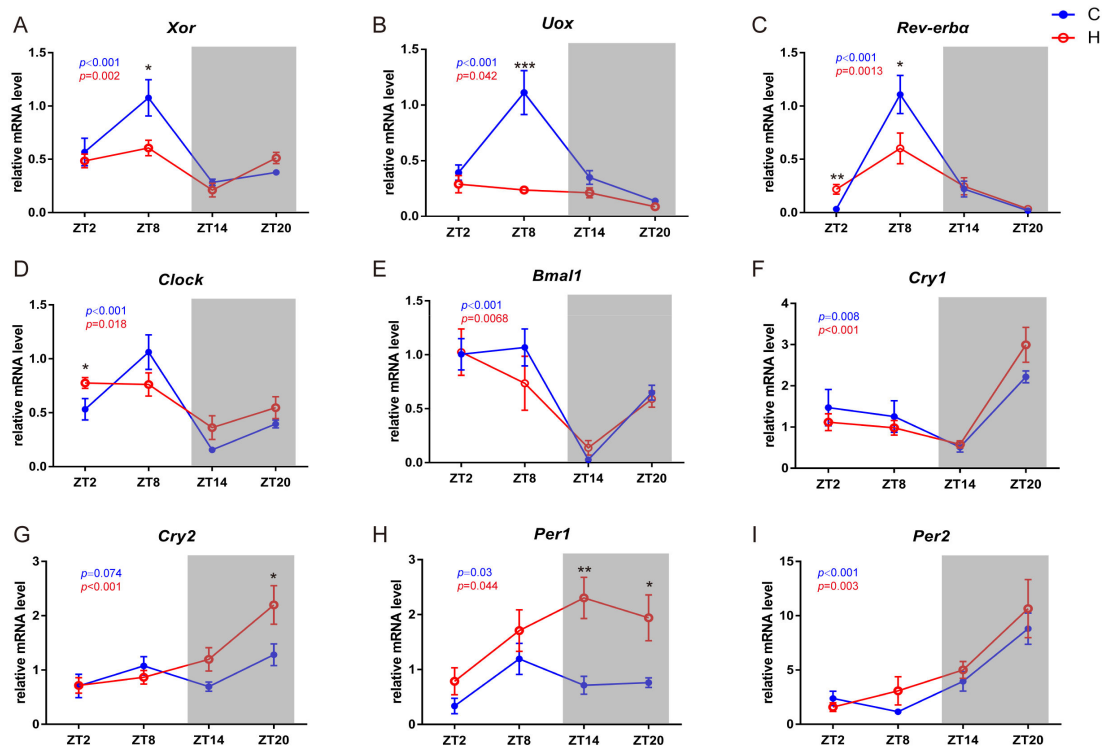 A
Xor
B
Uox
C
Rev-erbα
C
H
relative mRNA level
1.5
1.0
0.5
0.0
p<0.001
p=0.002
*
ZT2 ZT8 ZT14 ZT20
relative mRNA level
1.5
1.0
0.5
0.0
p<0.001
p=0.042
***
ZT2 ZT8 ZT14 ZT20
relative mRNA level
1.5
1.0
0.5
0.0
p<0.001
p=0.0013
**
*
ZT2 ZT8 ZT14 ZT20
D
Clock
relative mRNA level
1.5
1.0
0.5
0.0
p<0.001
p=0.018
*
ZT2 ZT8 ZT14 ZT20
E
Bmal1
relative mRNA level
1.5
1.0
0.5
0.0
p<0.001
p=0.0068
ZT2 ZT8 ZT14 ZT20
F
Cry1
relative mRNA level
4
3
2
1
0
p=0.008
p<0.001
ZT2 ZT8 ZT14 ZT20
G
Cry2
relative mRNA level
3
2
1
0
p=0.074
p<0.001
*
ZT2 ZT8 ZT14 ZT20
H
Per1
relative mRNA level
3
2
1
0
p=0.03
p=0.044
**
*
ZT2 ZT8 ZT14 ZT20
I
Per2
relative mRNA level
15
10
5
0
p<0.001
p=0.003
ZT2 ZT8 ZT14 ZT20